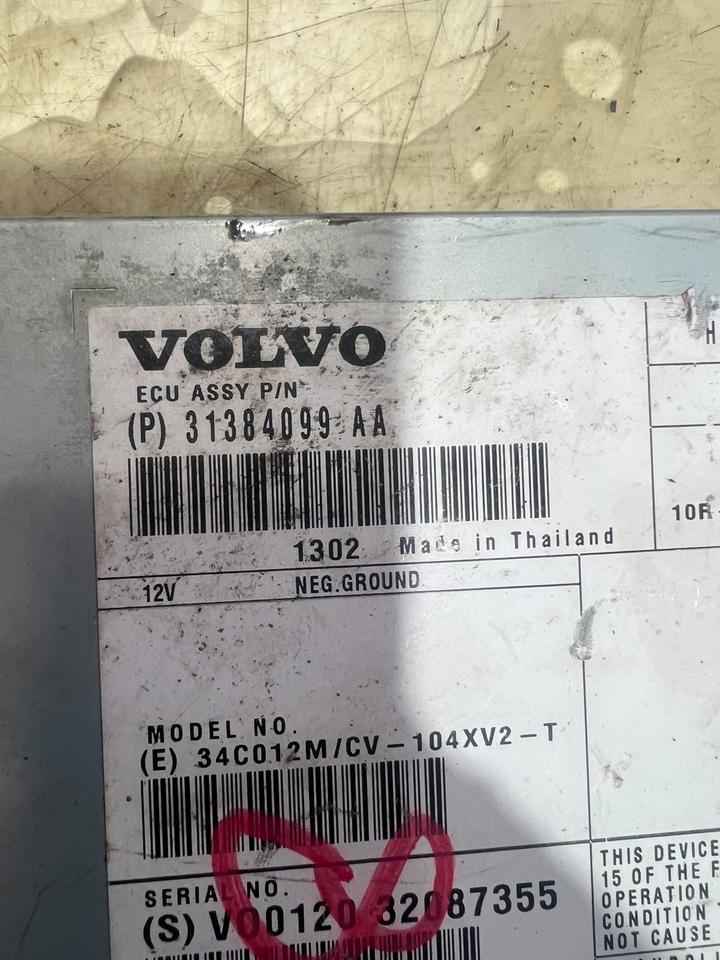 VOLVO
ECU ASSY P/N
(P) 31384099 AA
1302 Made in Thailand
12V NEG.GROUND
10R
MODEL NO.
(E) 34C012M/CV-104XV2-T
SERIAL NO.
(S) VO0120 32087355
THIS DEVICE
15 OF THE F
OPERATION
CONDITION
NOT CAUSE